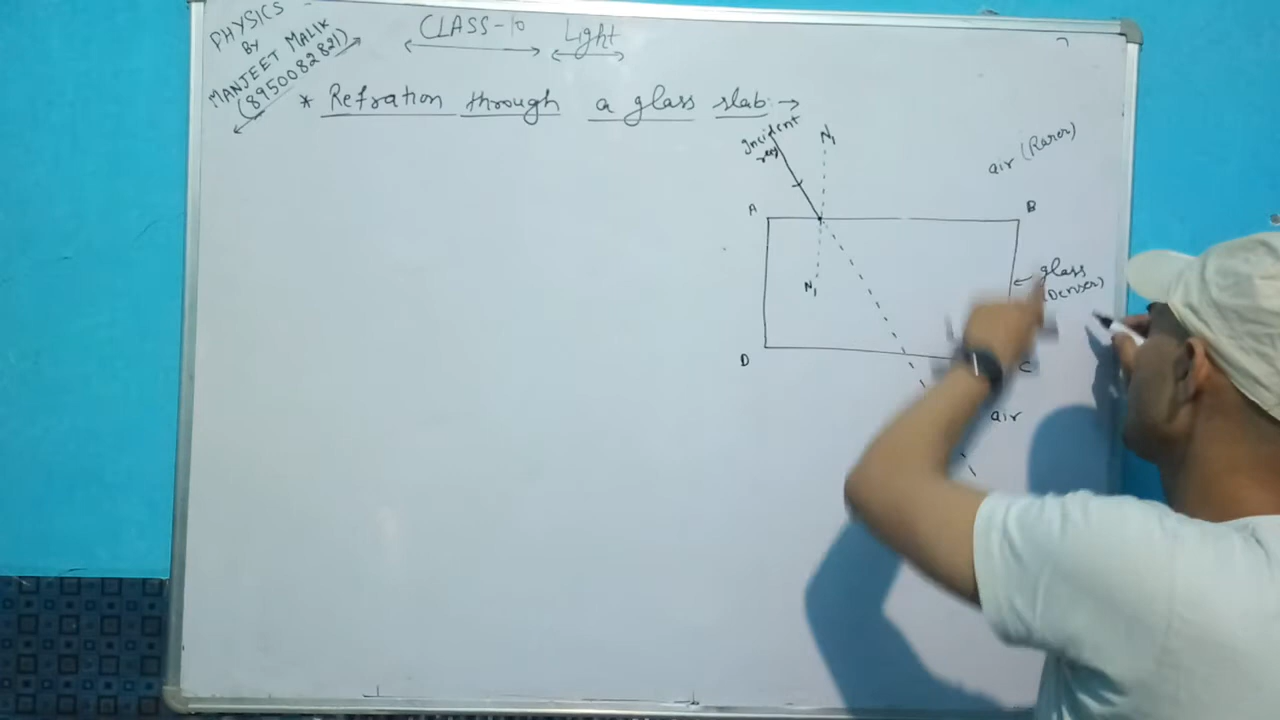 PHYSICS
BY
MANJEET MALIK
(8950082821)
CLASS-10
Light
* Refration through a glass slab:→
Incident
ray
N₁
air (Rarer)
A
B
glass
(Denser)
N₁
D
C
air